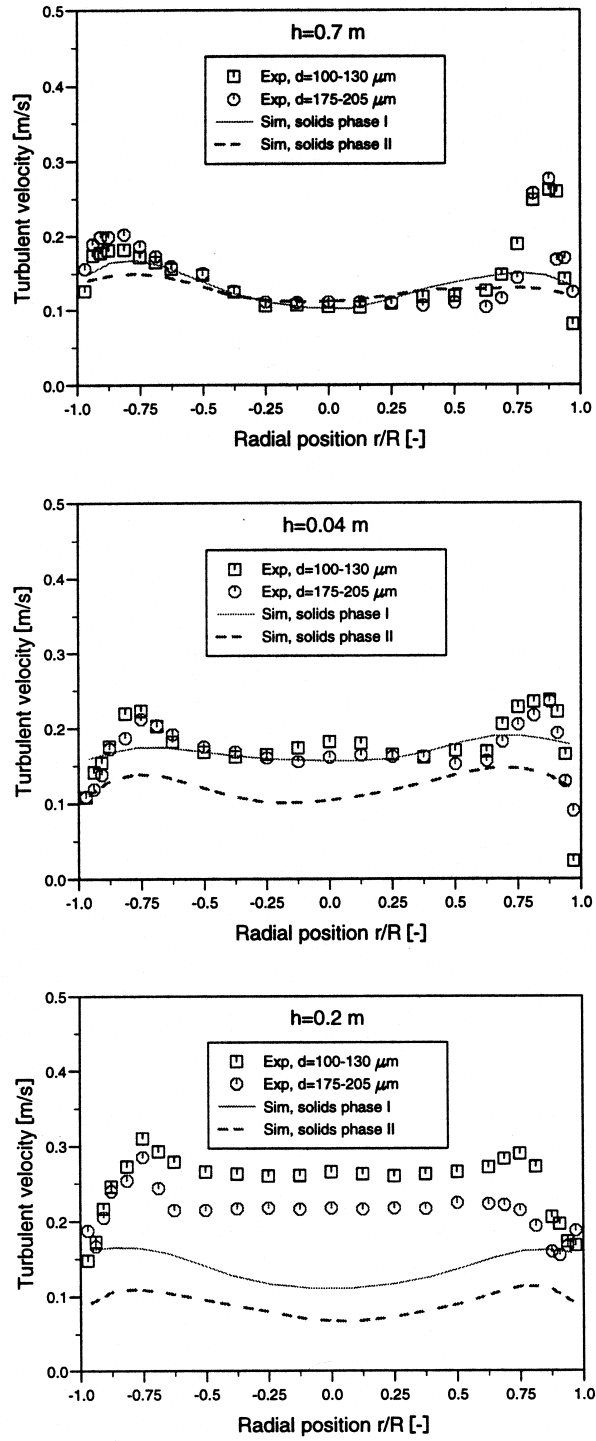 h=0.7 m
Exp, d=100-130 μm
Exp, d=175-205 μm
Sim, solids phase I
Sim, solids phase II
Turbulent velocity [m/s]
0.5
0.4
0.3
0.2
0.1
0.0
-1.0 -0.75 -0.5 -0.25 0.0 0.25 0.5 0.75 1.0
Radial position r/R [-]
h=0.04 m
Exp, d=100-130 μm
Exp, d=175-205 μm
Sim, solids phase I
Sim, solids phase II
Turbulent velocity [m/s]
0.5
0.4
0.3
0.2
0.1
0.0
-1.0 -0.75 -0.5 -0.25 0.0 0.25 0.5 0.75 1.0
Radial position r/R [-]
h=0.2 m
Exp, d=100-130 μm
Exp, d=175-205 μm
Sim, solids phase I
Sim, solids phase II
Turbulent velocity [m/s]
0.5
0.4
0.3
0.2
0.1
0.0
-1.0 -0.75 -0.5 -0.25 0.0 0.25 0.5 0.75 1.0
Radial position r/R [-]